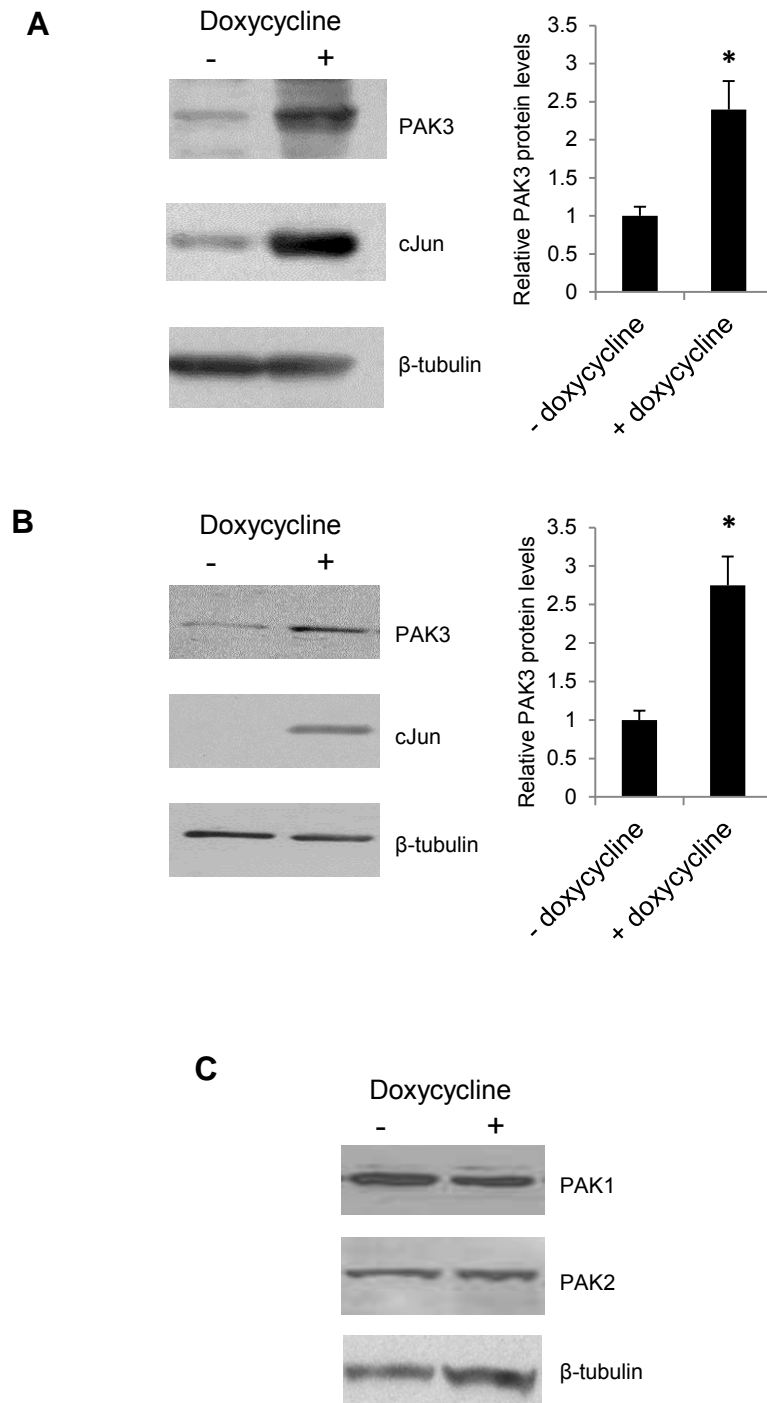 A
Doxycycline
- +
PAK3
cJun
β-tubulin
Relative PAK3 protein levels
3.5
3
2.5
2
1.5
1
0.5
0
*
- doxycycline
+ doxycycline
B
Doxycycline
- +
PAK3
cJun
β-tubulin
Relative PAK3 protein levels
3.5
3
2.5
2
1.5
1
0.5
0
*
- doxycycline
+ doxycycline
C
Doxycycline
- +
PAK1
PAK2
β-tubulin